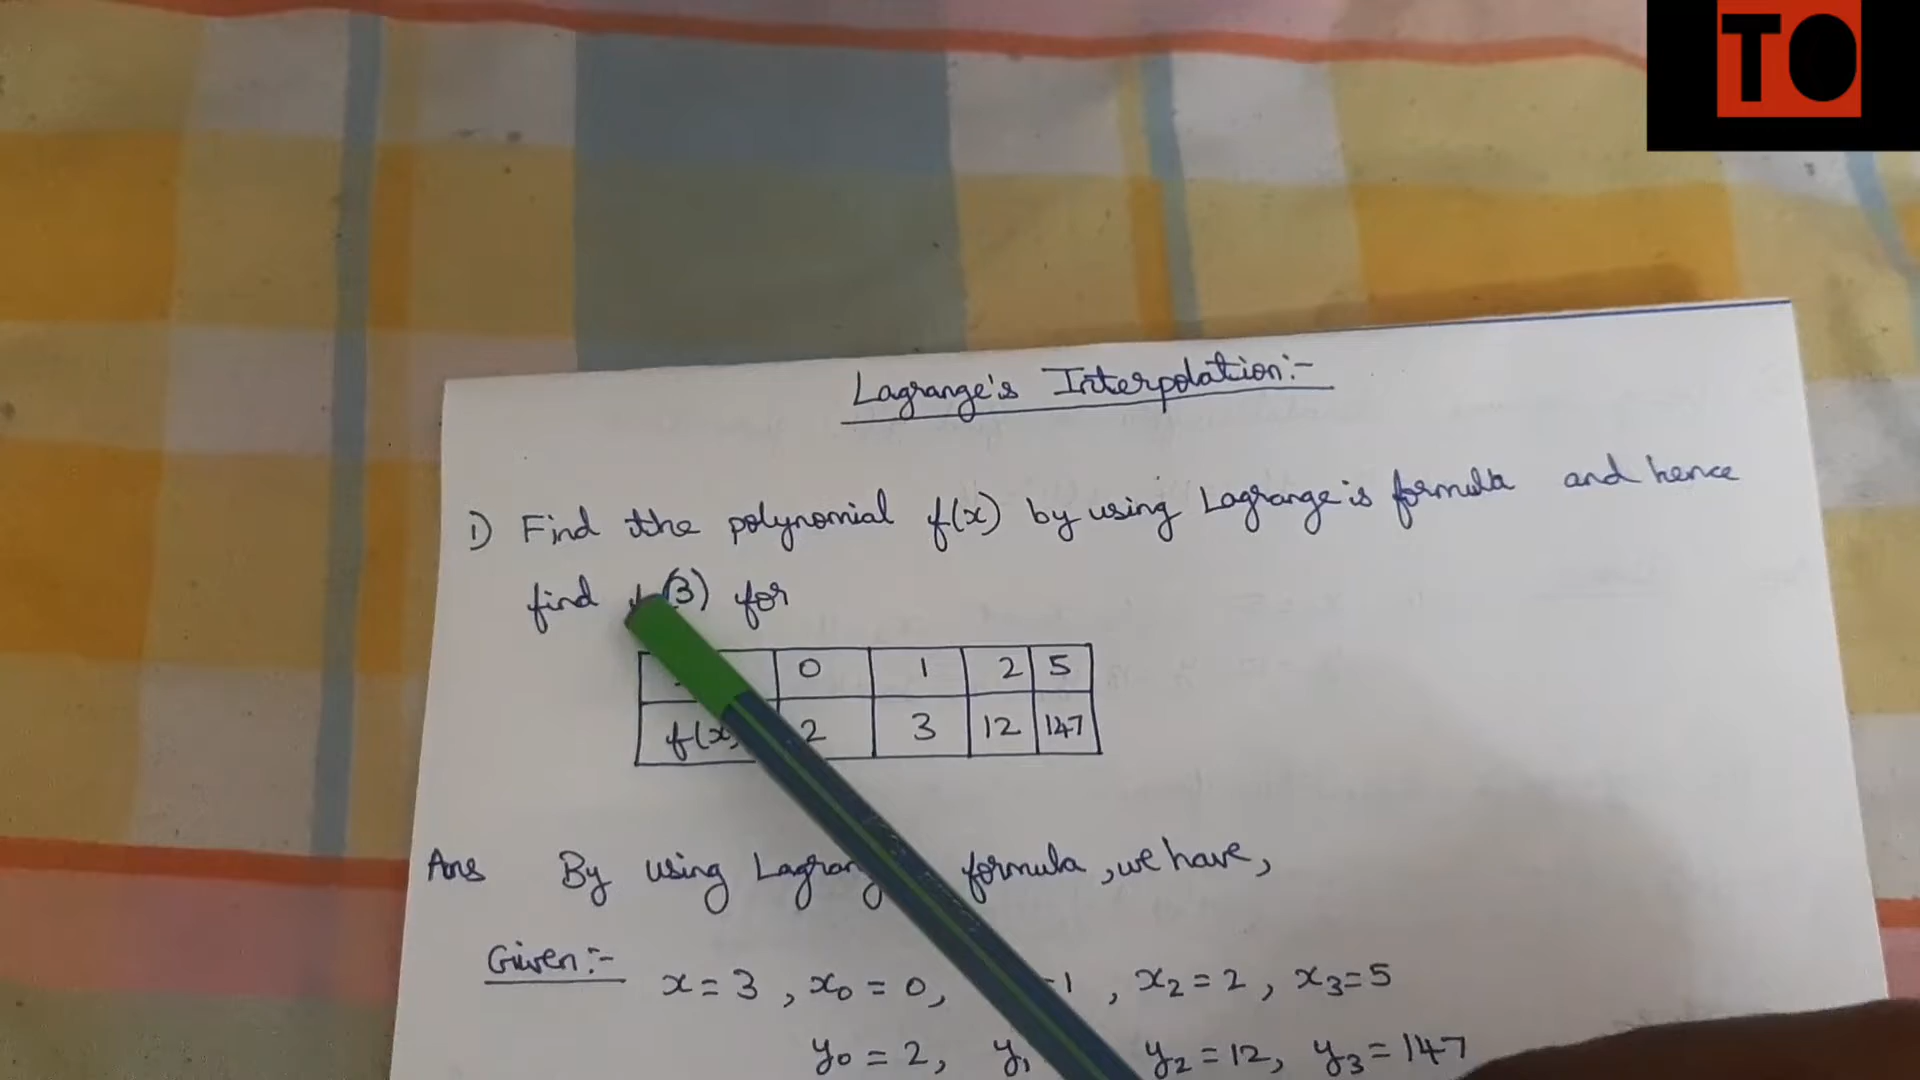 TO
Lagrange's Interpolation:-
1) Find the polynomial f(x) by using Lagrange's formula and hence
find f(3) for
0 1 2 5
f(x) 2 3 12 147
Ans By using formula, we have,
Given:- x = 3, x0 = 0, =1, x2 = 2, x3=5
y0 = 2, y1 y2 = 12, y3 = 147